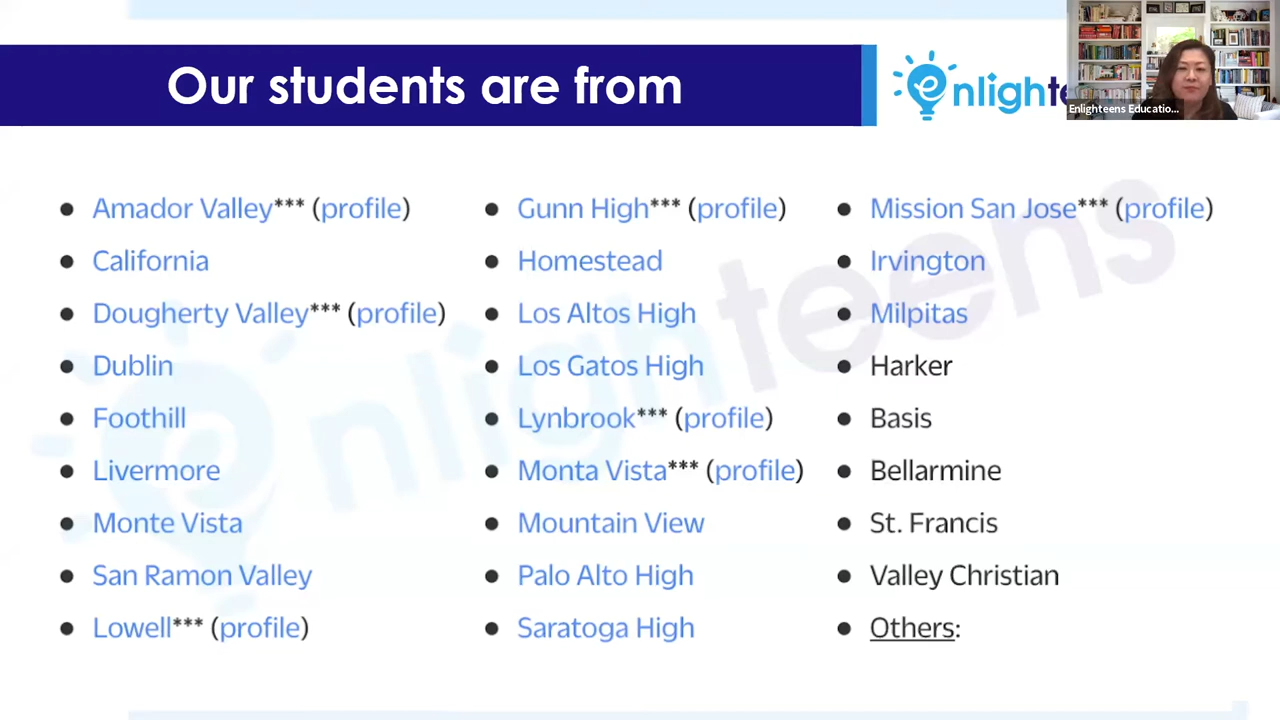 Our students are from
enlighte
Enlighteens Educatio...
Amador Valley*** (profile)
California
Dougherty Valley*** (profile)
Dublin
Foothill
Livermore
Monte Vista
San Ramon Valley
Lowell*** (profile)
Gunn High*** (profile)
Homestead
Los Altos High
Los Gatos High
Lynbrook*** (profile)
Monta Vista*** (profile)
Mountain View
Palo Alto High
Saratoga High
Mission San Jose*** (profile)
Irvington
Milpitas
Harker
Basis
Bellarmine
St. Francis
Valley Christian
Others:
enlighteens